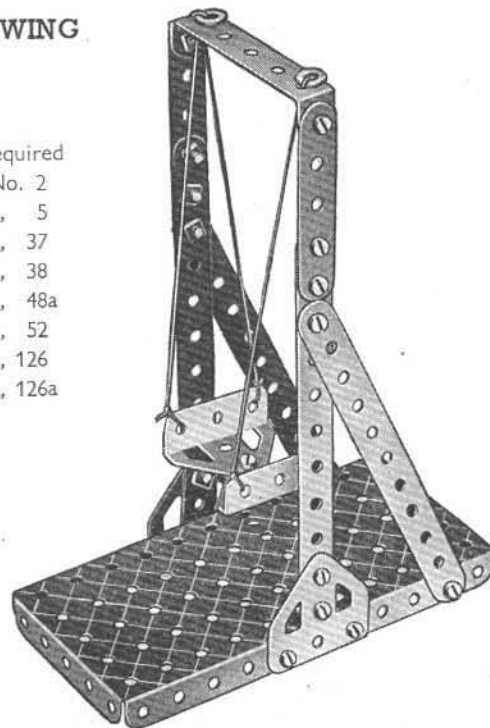 WING
equired
No. 2
, 5
, 37
, 38
, 48a
, 52
, 126
, 126a